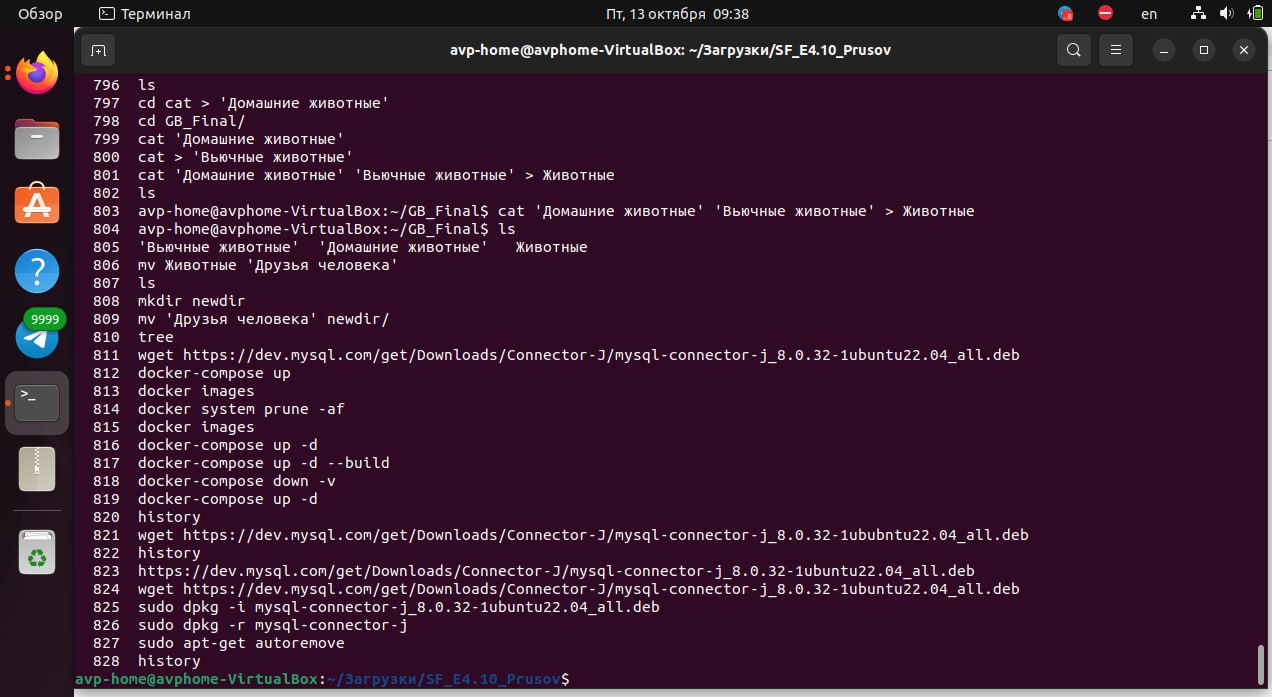 Обзор
Терминал
Пт, 13 октября 09:38
8
en
avp-home@avphome-VirtualBox: ~/Загрузки/SF_E4.10_Prusov
9999
796 ls
797 cd cat > 'Домашние животные'
798 cd GB_Final/
799 cat 'Домашние животные'
800 cat > 'Вьючные животные'
801 cat 'Домашние животные' 'Вьючные животные' > Животные
802 ls
803 avp-home@avphome-VirtualBox:~/GB_Final$ cat 'Домашние животные' 'Вьючные животные' > Животные
804 avp-home@avphome-VirtualBox:~/GB_Final$ ls
805 'Вьючные животные' 'Домашние животные' Животные
806 mv Животные 'Друзья человека'
807 ls
808 mkdir newdir
809 mv 'Друзья человека' newdir/
810 tree
811 wget https://dev.mysql.com/get/Downloads/Connector-J/mysql-connector-j_8.0.32-1ubuntu22.04_all.deb
812 docker-compose up
813 docker images
814 docker system prune -af
815 docker images
816 docker-compose up -d
817 docker-compose up -d --build
818 docker-compose down -v
819 docker-compose up -d
820 history
821 wget https://dev.mysql.com/get/Downloads/Connector-J/mysql-connector-j_8.0.32-1ububntu22.04_all.deb
822 history
823 https://dev.mysql.com/get/Downloads/Connector-J/mysql-connector-j_8.0.32-1ubuntu22.04_all.deb
824 wget https://dev.mysql.com/get/Downloads/Connector-J/mysql-connector-j_8.0.32-1ubuntu22.04_all.deb
825 sudo dpkg -i mysql-connector-j_8.0.32-1ubuntu22.04_all.deb
826 sudo dpkg -r mysql-connector-j
827 sudo apt-get autoremove
828 history
avp-home@avphome-VirtualBox:~/Загрузки/SF_E4.10_Prusov$